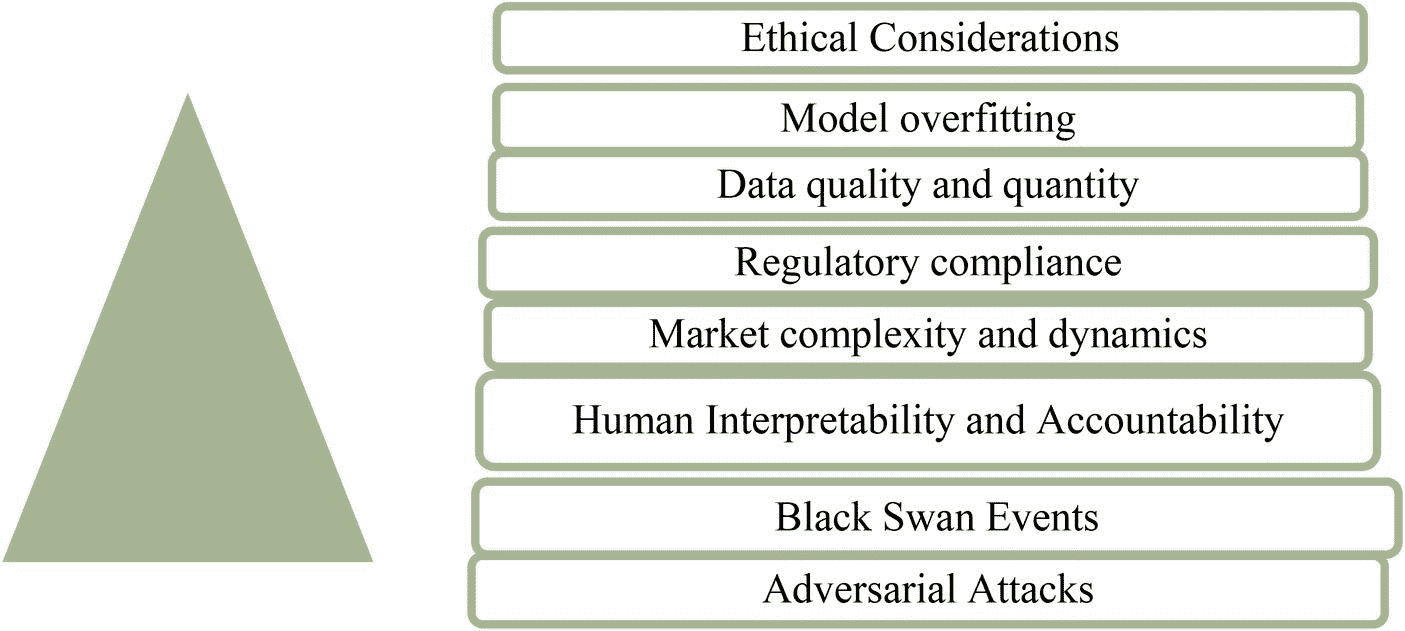 Ethical Considerations
Model overfitting
Data quality and quantity
Regulatory compliance
Market complexity and dynamics
Human Interpretability and Accountability
Black Swan Events
Adversarial Attacks